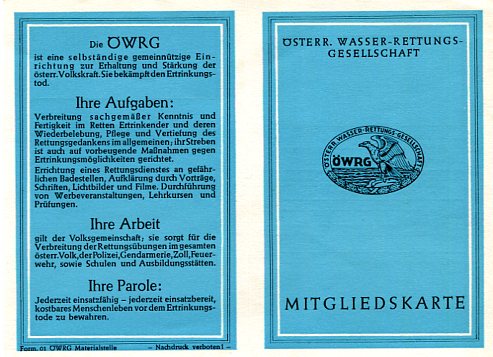 Die ÖWRG
ist eine selbständige gemeinnützige Ein-
richtung zur Erhaltung und Stärkung der
österr. Volkskraft. Sie bekämpft den Ertrinkungs-
tod.
Ihre Aufgaben:
Verbreitung sachgemäßer Kenntnis und
Fertigkeit im Retten Ertrinkender und deren
Wiederbelebung, Pflege und Vertiefung des
Rettungsgedankens im allgemeinen; ihr Streben
ist auch auf vorbeugende Maßnahmen gegen
Ertrinkungsmöglichkeiten gerichtet.
Errichtung eines Rettungsdienstes an gefähr-
lichen Badestellen, Aufklärung durch Vorträge,
Schriften, Lichtbilder und Filme. Durchführung
von Werbeveranstaltungen, Lehrkursen und
Prüfungen.
Ihre Arbeit
gilt der Volksgemeinschaft; sie sorgt für die
Verbreitung der Rettungsübungen im gesamten
österr. Volk, der Polizei, Gendarmerie, Zoll, Feuer-
wehr, sowie Schulen und Ausbildungsstätten.
Ihre Parole:
Jederzeit einsatzfähig – jederzeit einsatzbereit,
kostbares Menschenleben vor dem Ertrinkungs-
tode zu bewahren.
Form. 01 ÖWRG Materialstelle – Nachdruck verboten! –
ÖSTERR. WASSER-RETTUNGS-
GESELLSCHAFT
ÖSTERR. WASSER-RETTUNGS GESELLSCHAFT
ÖWRG
MITGLIEDSKARTE